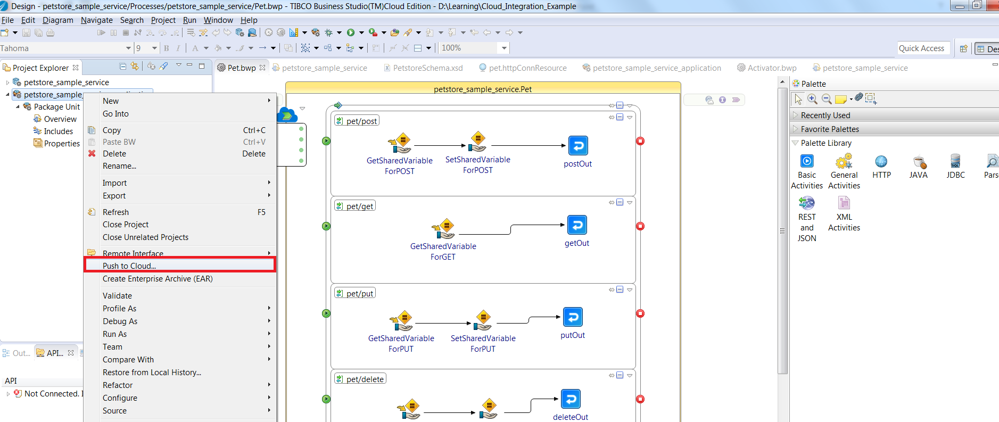 Design - petstore_sample_service/Processes/petstore_sample_service/Pet.bwp - TIBCO Business Studio(TM)Cloud Edition - D:\Learning\Cloud_Integration_Example
File Edit Diagram Navigate Search Project Run Window Help
Tahoma 9 B I A 100% Quick Access
Project Explorer
Pet.bwp petstore_sample_service PetstoreSchema.xsd pet.httpConnResource petstore_sample_service_application Activator.bwp petstore_sample_service
petstore_sample_service
petstore_sample_
Package Unit
Overview
Includes
Properties
Out... API...
API
Not Connected.
New
Go Into
Copy Ctrl+C
Paste BW Ctrl+V
Delete Delete
Rename...
Import
Export
Refresh F5
Close Project
Close Unrelated Projects
Remote Interface
Push to Cloud...
Create Enterprise Archive (EAR)
Validate
Profile As
Debug As
Run As
Team
Compare With
Restore from Local History...
Refactor
Configure
Source
petstore_sample_service.Pet
pet/post
GetSharedVariable
ForPOST
SetSharedVariable
ForPOST
postOut
pet/get
GetSharedVariable
ForGET
getOut
pet/put
GetSharedVariable
ForPUT
SetSharedVariable
ForPUT
putOut
pet/delete
deleteOut
Palette
Recently Used
Favorite Palettes
Palette Library
Basic
Activities
General
Activities
HTTP
JAVA
JDBC
SQL
Pars
REST
and
JSON
XML
Activities